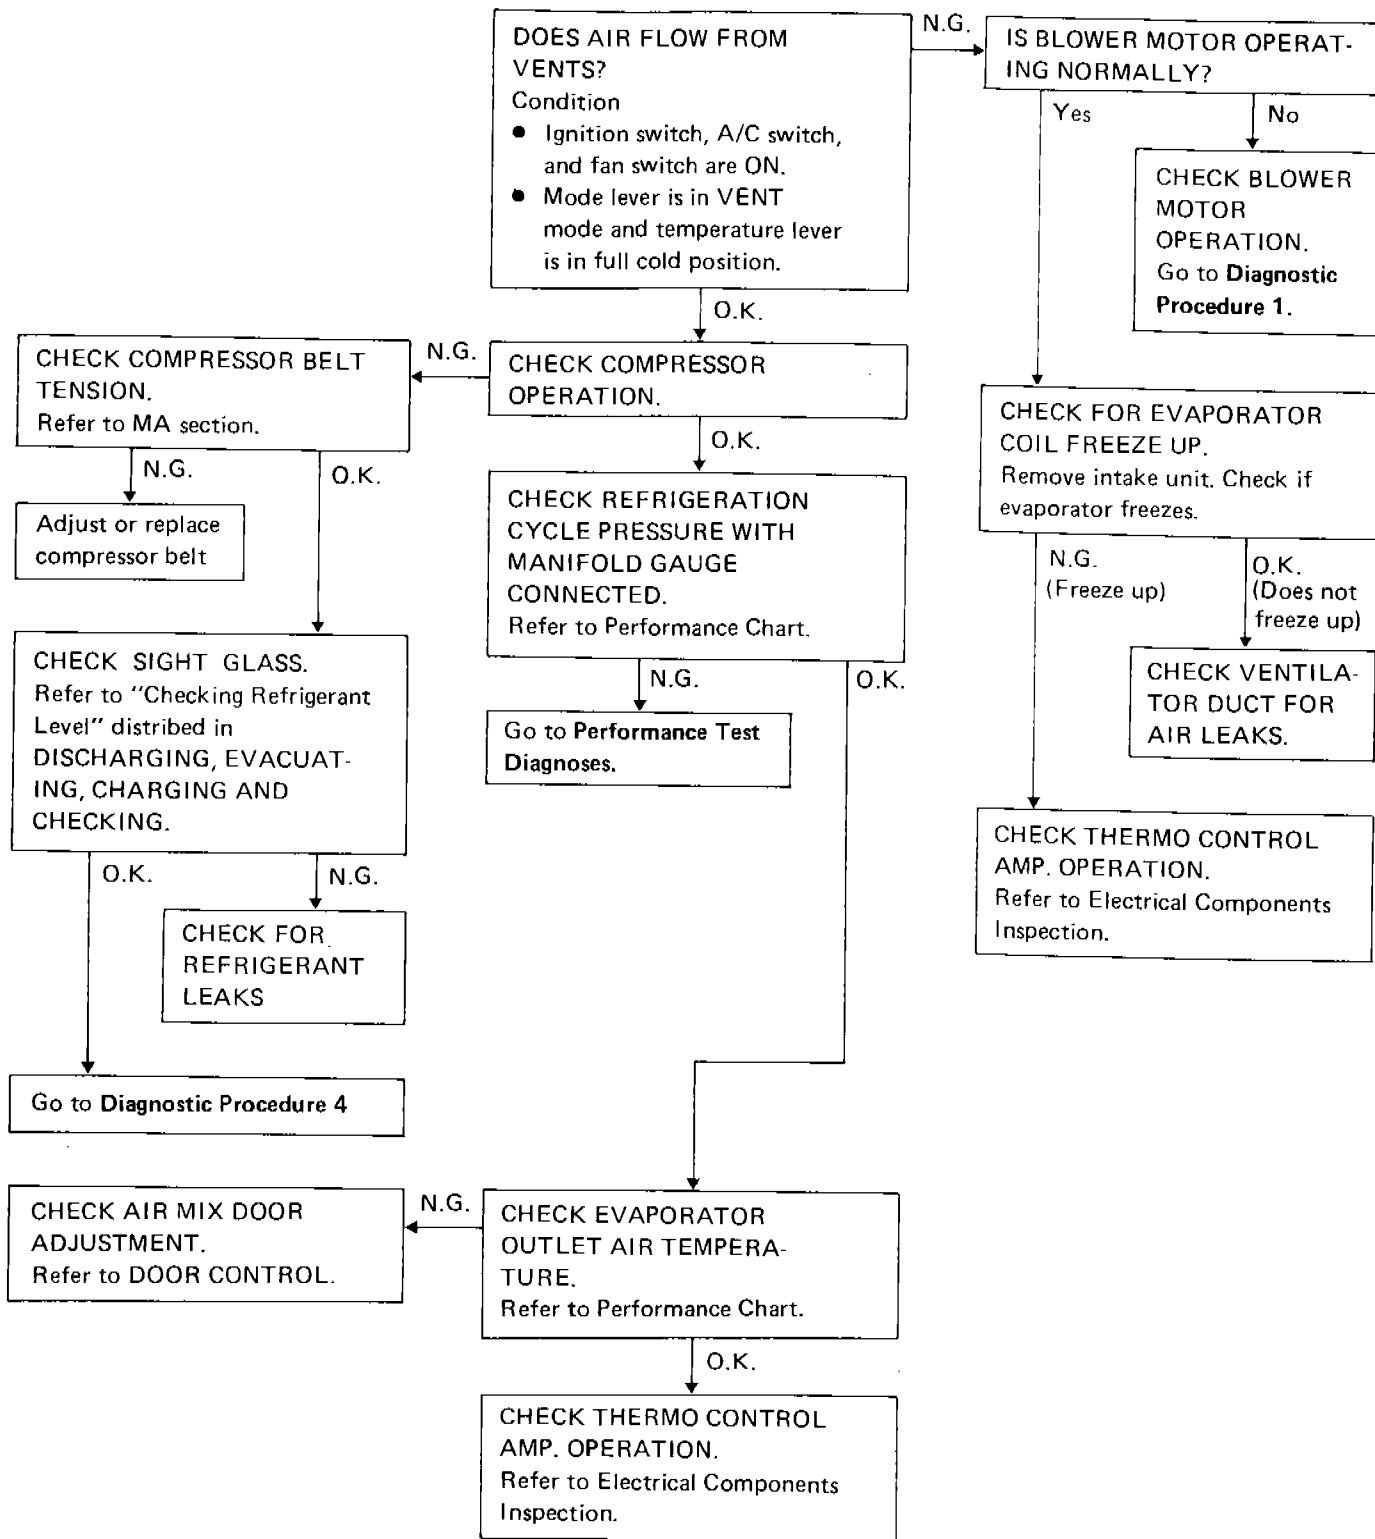 DOES AIR FLOW FROM
VENTS?
Condition
● Ignition switch, A/C switch,
and fan switch are ON.
● Mode lever is in VENT
mode and temperature lever
is in full cold position.
N.G.
IS BLOWER MOTOR OPERAT-
ING NORMALLY?
Yes
No
CHECK BLOWER
MOTOR
OPERATION.
Go to Diagnostic
Procedure 1.
O.K.
CHECK COMPRESSOR
OPERATION.
N.G.
CHECK COMPRESSOR BELT
TENSION.
Refer to MA section.
N.G.
O.K.
Adjust or replace
compressor belt
O.K.
CHECK REFRIGERATION
CYCLE PRESSURE WITH
MANIFOLD GAUGE
CONNECTED.
Refer to Performance Chart.
CHECK FOR EVAPORATOR
COIL FREEZE UP.
Remove intake unit. Check if
evaporator freezes.
N.G.
(Freeze up)
O.K.
(Does not
freeze up)
CHECK VENTILA-
TOR DUCT FOR
AIR LEAKS.
CHECK SIGHT GLASS.
Refer to "Checking Refrigerant
Level" distribed in
DISCHARGING, EVACUAT-
ING, CHARGING AND
CHECKING.
N.G.
O.K.
Go to Performance Test
Diagnoses.
CHECK THERMO CONTROL
AMP. OPERATION.
Refer to Electrical Components
Inspection.
O.K.
N.G.
CHECK FOR
REFRIGERANT
LEAKS
Go to Diagnostic Procedure 4
CHECK AIR MIX DOOR
ADJUSTMENT.
Refer to DOOR CONTROL.
N.G.
CHECK EVAPORATOR
OUTLET AIR TEMPERA-
TURE.
Refer to Performance Chart.
O.K.
CHECK THERMO CONTROL
AMP. OPERATION.
Refer to Electrical Components
Inspection.